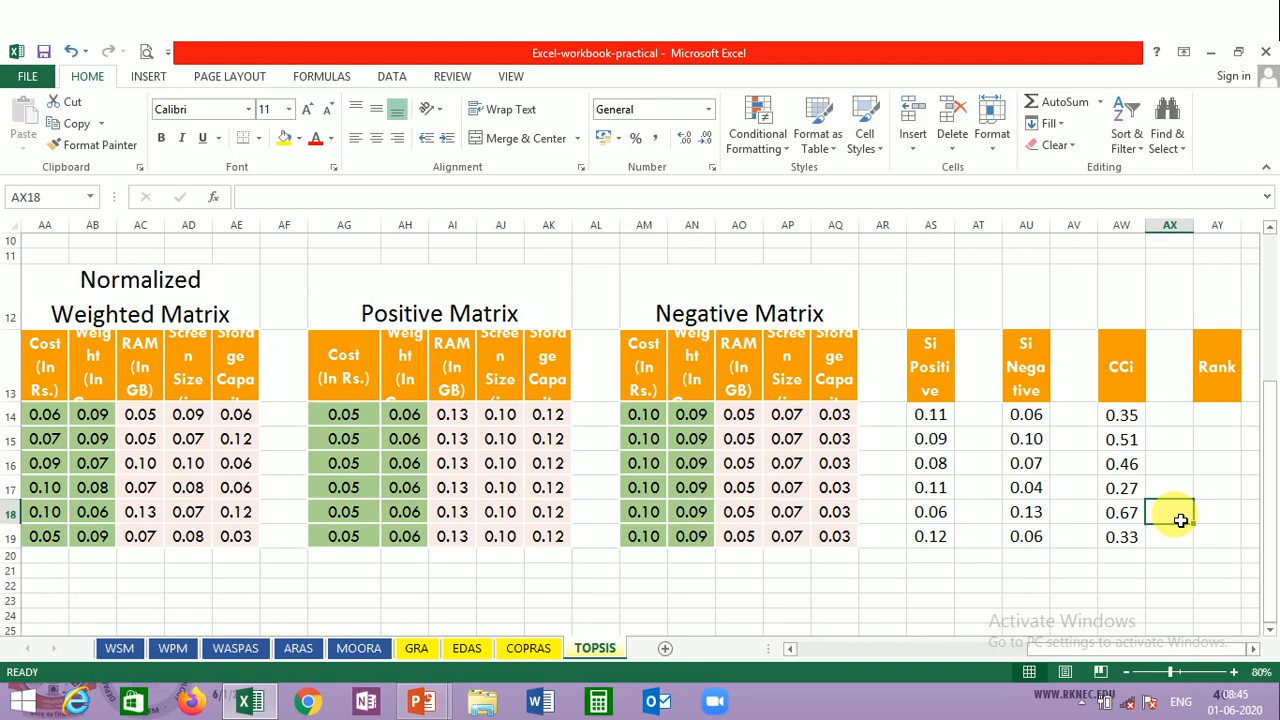 Excel-workbook-practical - Microsoft Excel
?
Sign in
FILE HOME INSERT PAGE LAYOUT FORMULAS DATA REVIEW VIEW
Cut
Copy
Format Painter
Paste
Clipboard
Calibri 11
B I U
Font
Wrap Text
Merge & Center
Alignment
General
%
Number
Conditional Formatting
Format as Table
Cell Styles
Styles
Insert Delete Format
Cells
AutoSum
Fill
Clear
Sort & Filter
Find & Select
Editing
AX18
fx
AA AB AC AD AE AF AG AH AI AJ AK AL AM AN AO AP AQ AR AS AT AU AV AW AX AY
10
11
12 Normalized Weighted Matrix Positive Matrix Negative Matrix
13 Cost (In Rs.) Weight (In RAM (In GB) Screen Size Storage Capa Cost (In Rs.) Weight (In RAM (In GB) Screen Size Storage Capa Cost (In Rs.) Weight (In RAM (In GB) Screen Size Storage Capa Si Positive Si Negative CCi Rank
14 0.06 0.09 0.05 0.09 0.06 0.05 0.06 0.13 0.10 0.12 0.10 0.09 0.05 0.07 0.03 0.11 0.06 0.35
15 0.07 0.09 0.05 0.07 0.12 0.05 0.06 0.13 0.10 0.12 0.10 0.09 0.05 0.07 0.03 0.09 0.10 0.51
16 0.09 0.07 0.10 0.10 0.06 0.05 0.06 0.13 0.10 0.12 0.10 0.09 0.05 0.07 0.03 0.08 0.07 0.46
17 0.10 0.08 0.07 0.08 0.06 0.05 0.06 0.13 0.10 0.12 0.10 0.09 0.05 0.07 0.03 0.11 0.04 0.27
18 0.10 0.06 0.13 0.07 0.12 0.05 0.06 0.13 0.10 0.12 0.10 0.09 0.05 0.07 0.03 0.06 0.13 0.67
19 0.05 0.09 0.07 0.08 0.03 0.05 0.06 0.13 0.10 0.12 0.10 0.09 0.05 0.07 0.03 0.12 0.06 0.33
20
21
22
23
24
25
Activate Windows
Go to PC settings to activate Windows.
WSM WPM WASPAS ARAS MOORA GRA EDAS COPRAS TOPSIS
READY
80%
WWW.RKNEC.EDU
ENG
08:45
01-06-2020